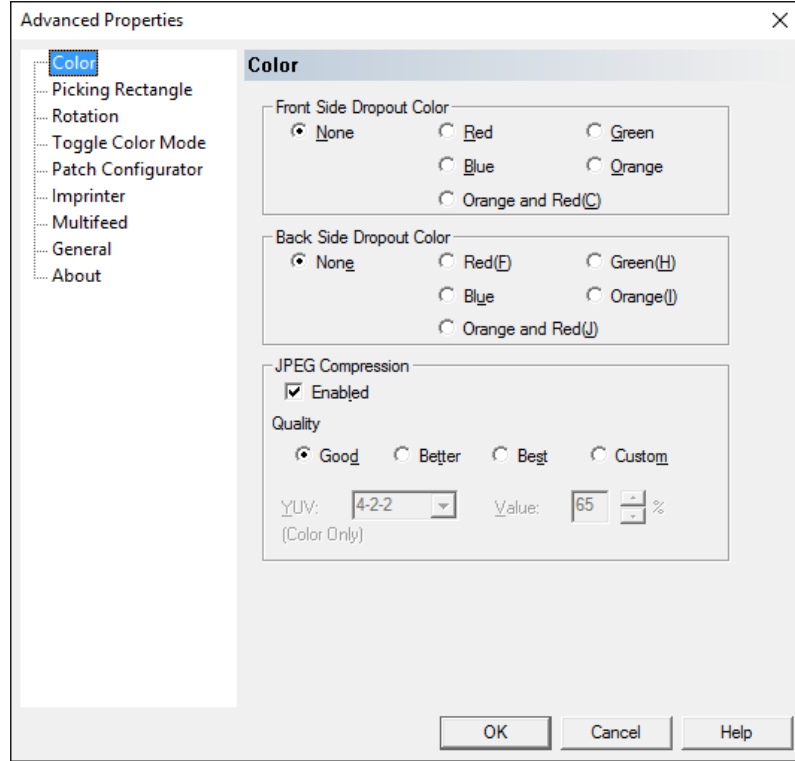 Advanced Properties
Color
Picking Rectangle
Rotation
Toggle Color Mode
Patch Configurator
Imprinter
Multifeed
General
About
Color
Front Side Dropout Color
None Red Green
Blue Orange
Orange and Red(C)
Back Side Dropout Color
None Red(F) Green(H)
Blue Orange(I)
Orange and Red(J)
JPEG Compression
Enabled
Quality
Good Better Best Custom
YUV: 4-2-2 Value: 65 %
(Color Only)
OK Cancel Help